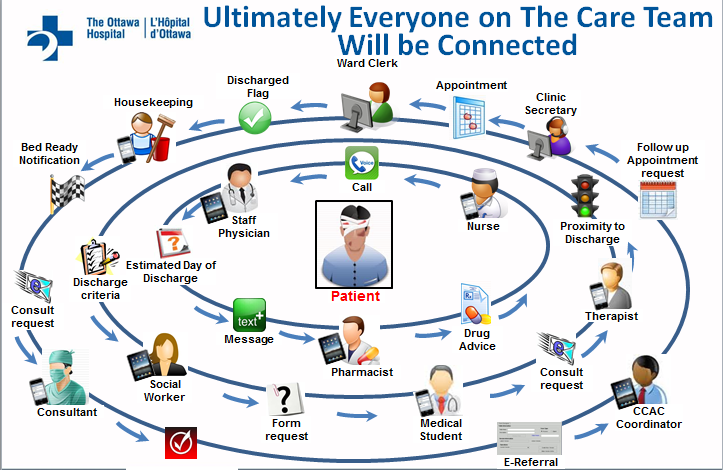 The Ottawa
Hospital
L'Hôpital
d'Ottawa
Ultimately Everyone on The Care Team
Will be Connected
Ward Clerk
Discharged
Flag
Appointment
Housekeeping
Clinic
Secretary
Bed Ready
Notification
Follow up
Appointment
request
Voice
Call
Staff
Physician
Nurse
Proximity to
Discharge
?
Estimated Day of
Discharge
Discharge
criteria
Patient
Consult
request
text+
Message
Rx
Drug
Advice
Therapist
Pharmacist
Social
Worker
Consult
request
Consultant
?
Form
request
Medical
Student
CCAC
Coordinator
E-Referral